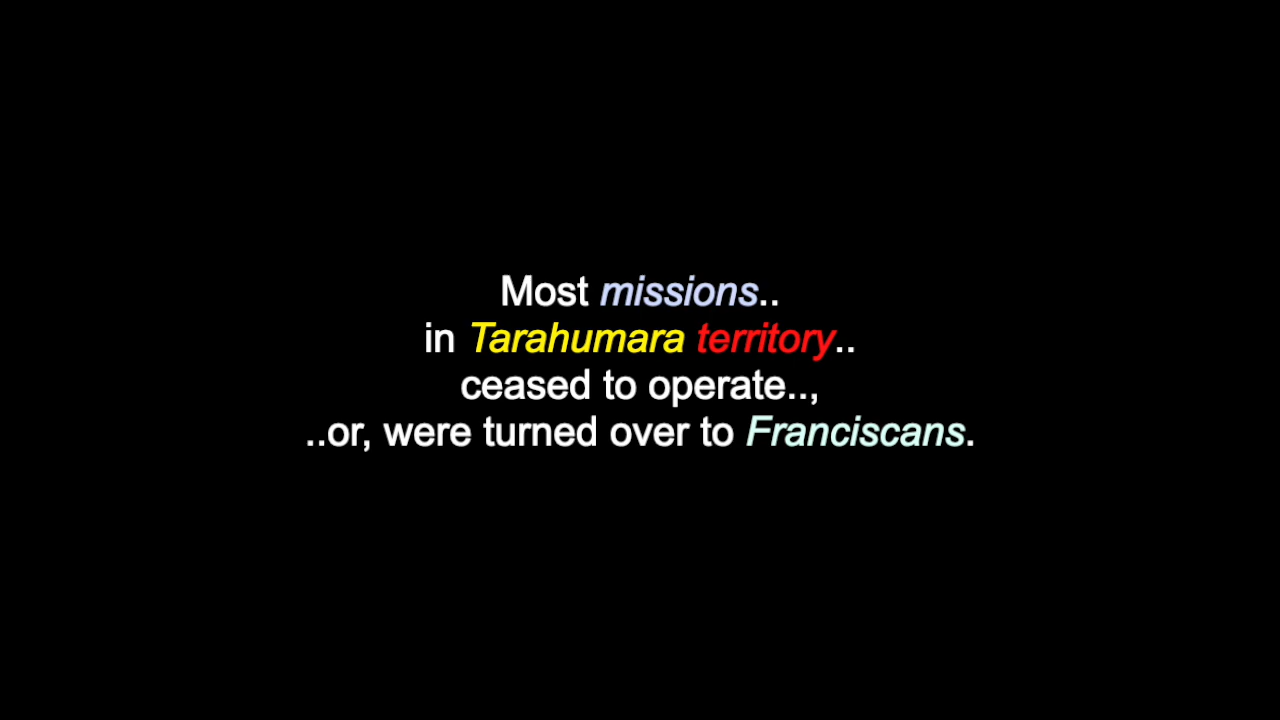 Most missions..
in Tarahumara territory..
ceased to operate..,
..or, were turned over to Franciscans.